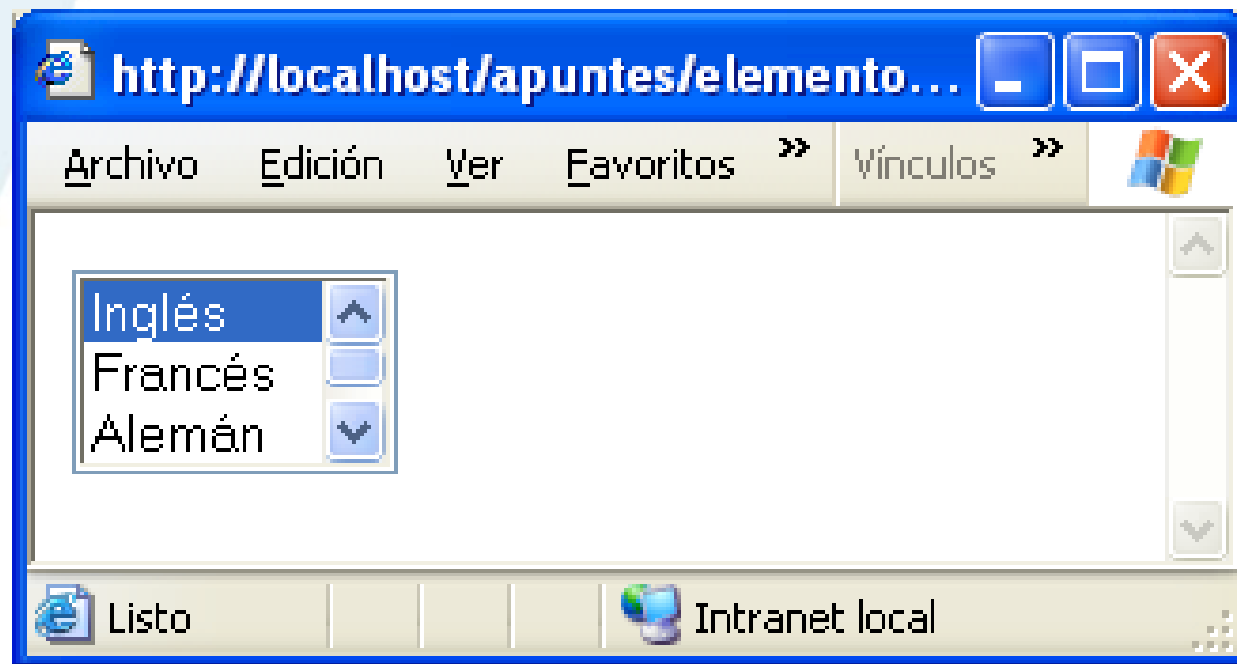 http://localhost/apuntes/elemento...
Archivo Edición Ver Favoritos » Vínculos »
Inglés
Francés
Alemán
Listo Intranet local